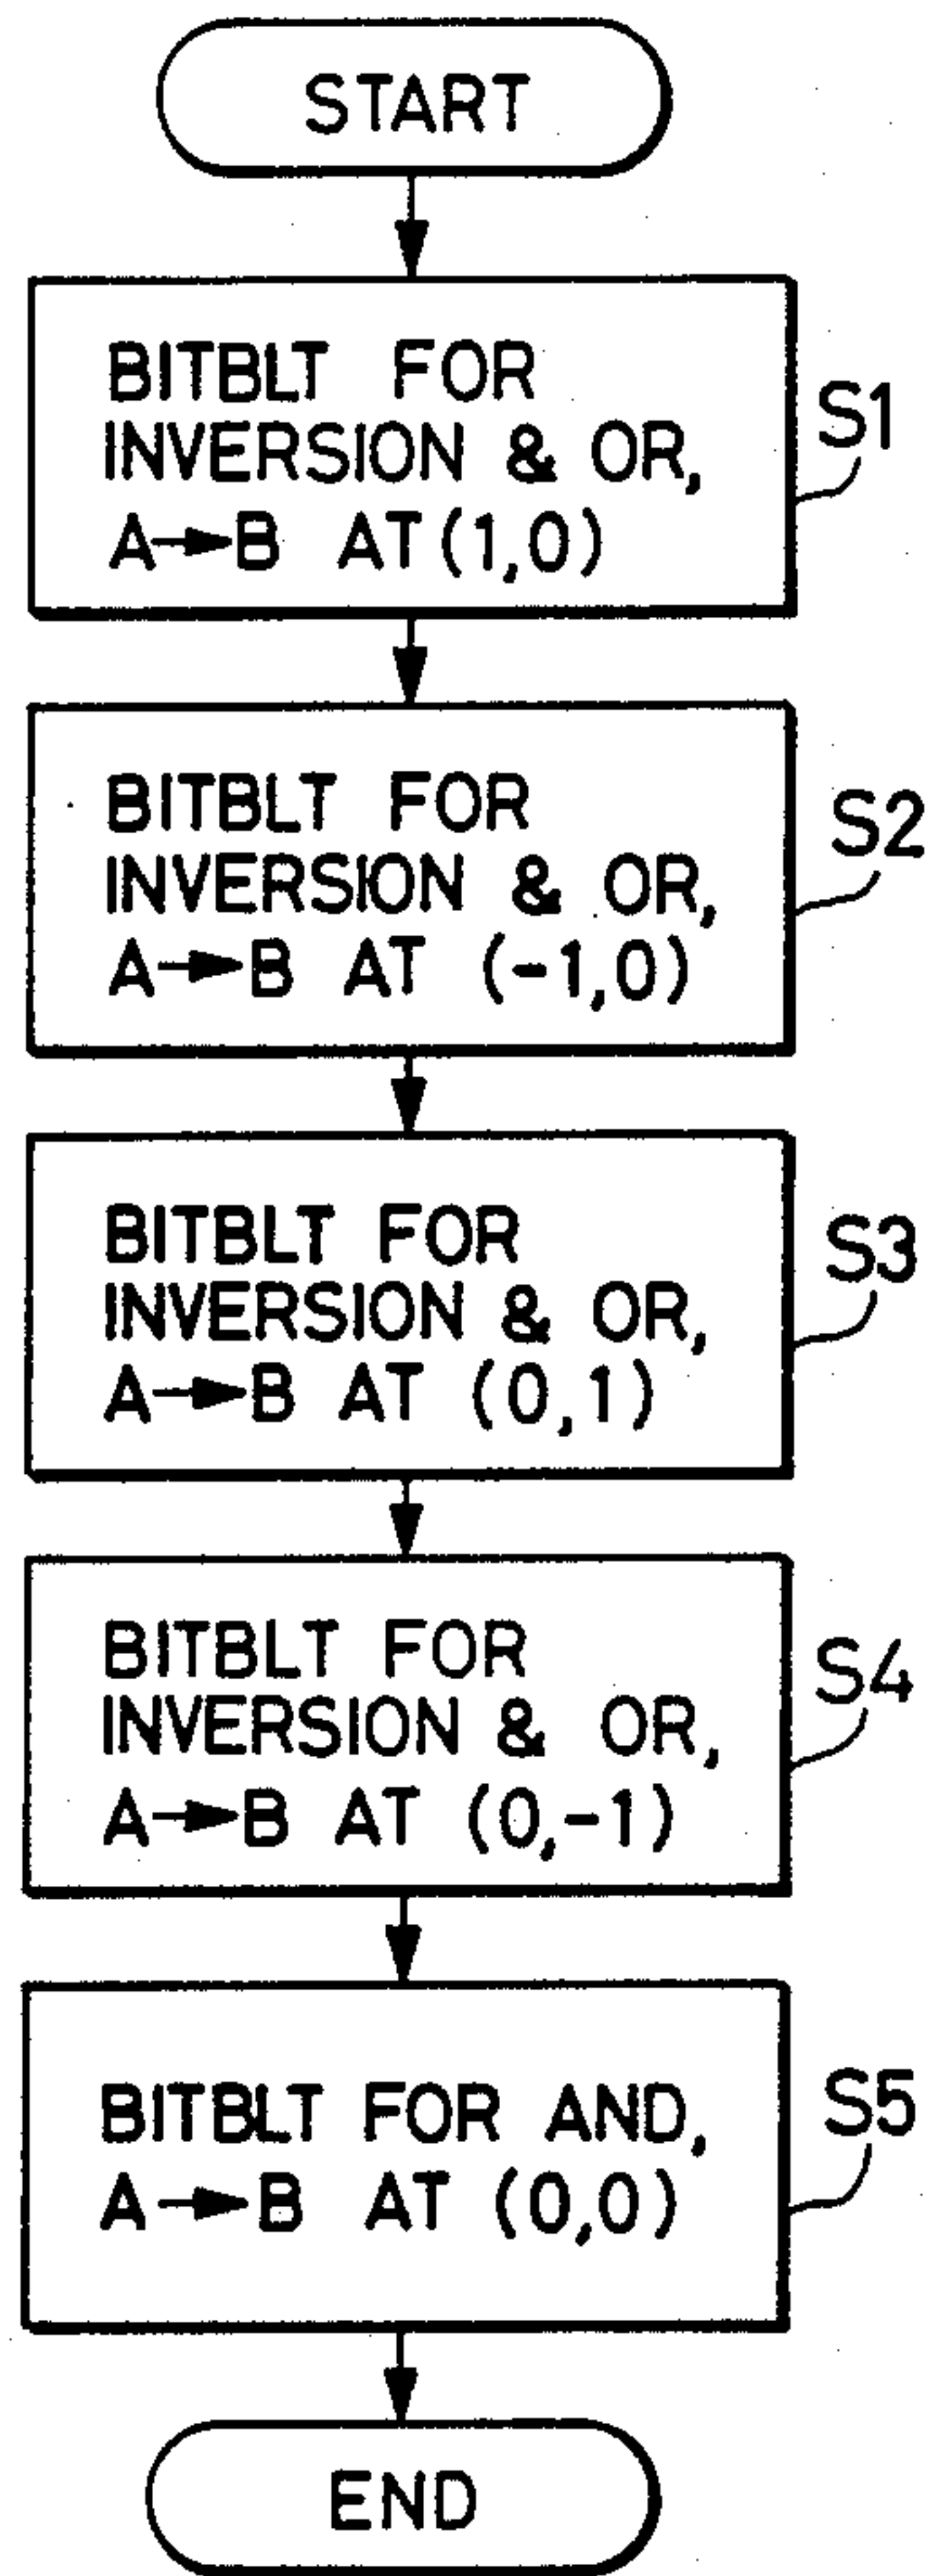 START
BITBLT FOR
INVERSION & OR,
A→B AT(1,0)
S1
BITBLT FOR
INVERSION & OR,
A→B AT (-1,0)
S2
BITBLT FOR
INVERSION & OR,
A→B AT (0,1)
S3
BITBLT FOR
INVERSION & OR,
A→B AT (0,-1)
S4
BITBLT FOR AND,
A→B AT (0,0)
S5
END